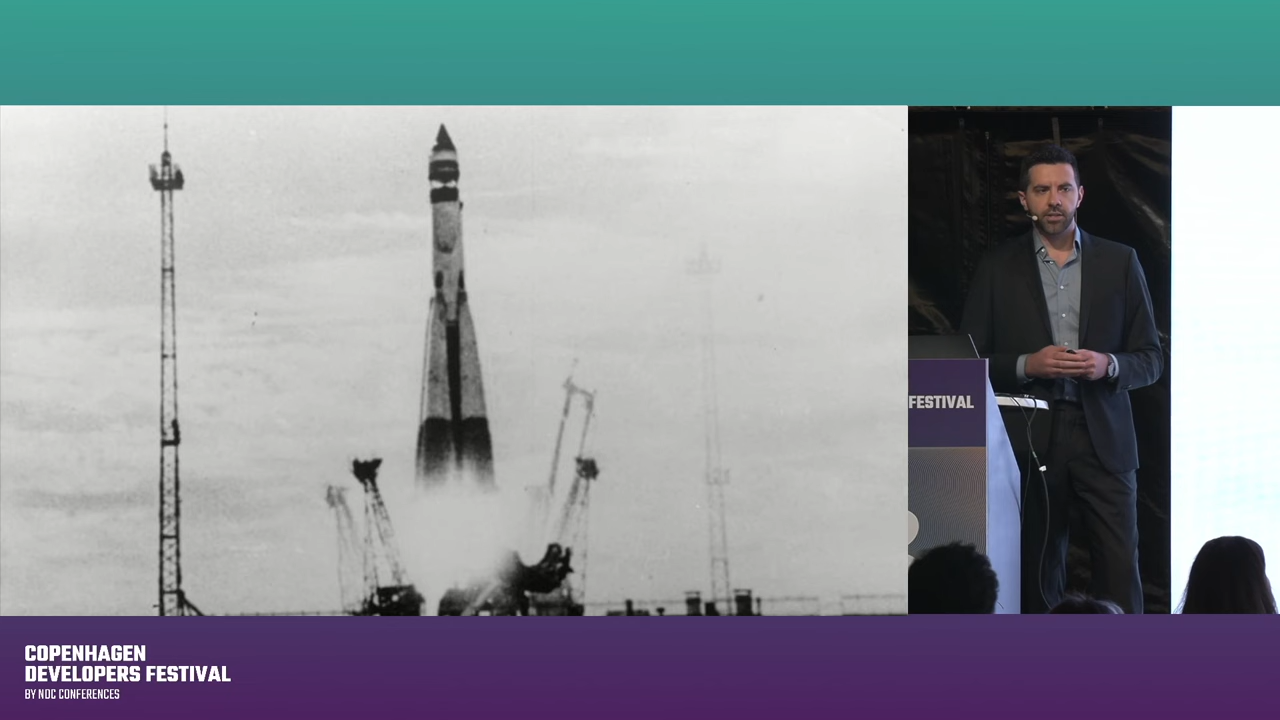 FESTIVAL
COPENHAGEN
DEVELOPERS FESTIVAL
BY NDC CONFERENCES